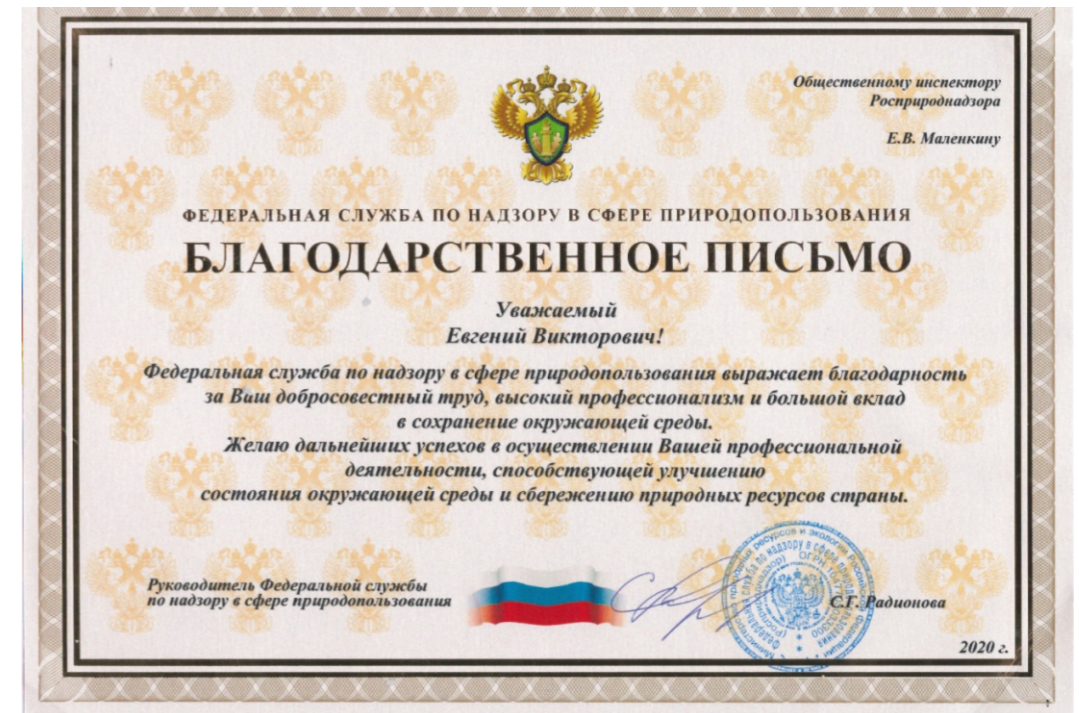 Общественному инспектору
Росприроднадзора
Е.В. Маленкину
ФЕДЕРАЛЬНАЯ СЛУЖБА ПО НАДЗОРУ В СФЕРЕ ПРИРОДОПОЛЬЗОВАНИЯ
БЛАГОДАРСТВЕННОЕ ПИСЬМО
Уважаемый
Евгений Викторович!
Федеральная служба по надзору в сфере природопользования выражает благодарность
за Ваш добросовестный труд, высокий профессионализм и большой вклад
в сохранение окружающей среды.
Желаю дальнейших успехов в осуществлении Вашей профессиональной
деятельности, способствующей улучшению
состояния окружающей среды и сбережению природных ресурсов страны.
Руководитель Федеральной службы
по надзору в сфере природопользования
С.Г. Радионова
2020 г.